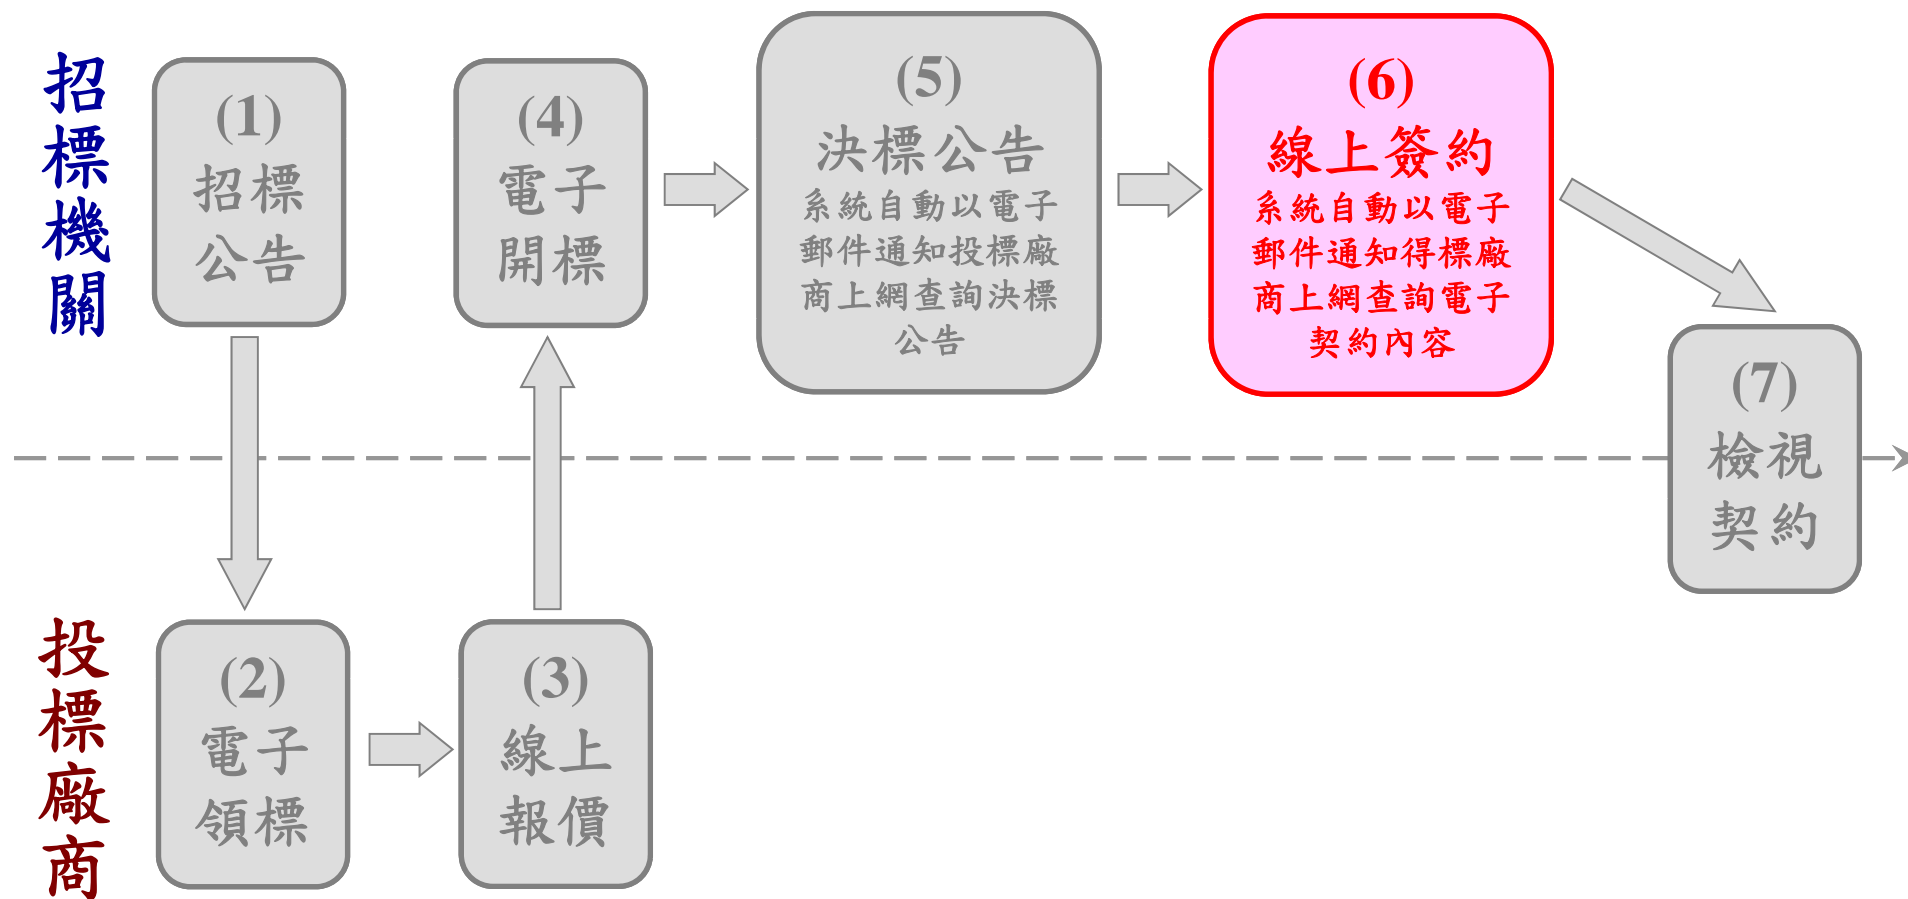 招標機關
(1)
招標
公告
(4)
電子
開標
(5)
決標公告
系統自動以電子
郵件通知投標廠
商上網查詢決標
公告
(6)
線上簽約
系統自動以電子
郵件通知得標廠
商上網查詢電子
契約內容
(7)
檢視
契約
投標廠商
(2)
電子
領標
(3)
線上
報價